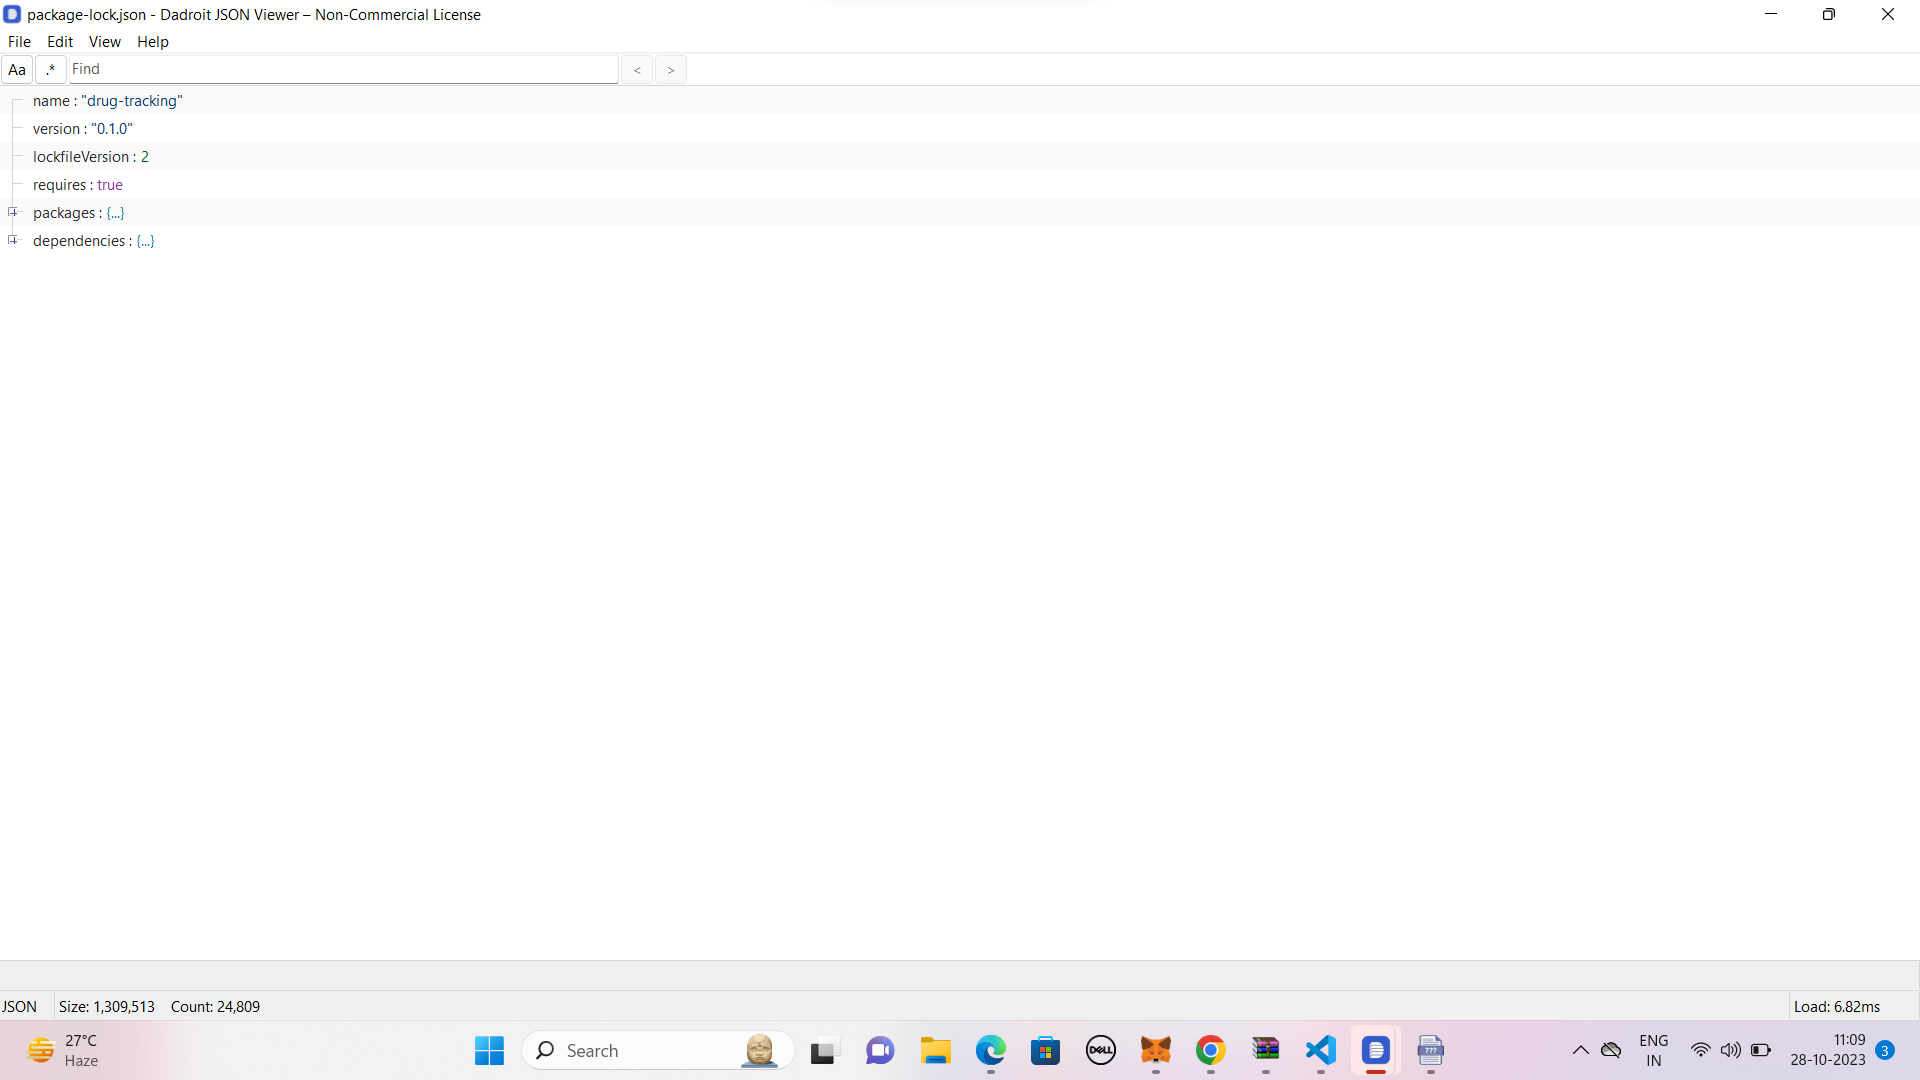 package-lock.json - Dadroit JSON Viewer – Non-Commercial License
File Edit View Help
Aa .* Find < >
name : "drug-tracking"
version : "0.1.0"
lockfileVersion : 2
requires : true
packages : {...}
dependencies : {...}
JSON Size: 1,309,513 Count: 24,809 Load: 6.82ms
27°C
Haze
Search
DELL
???
ENG
IN
11:09
28-10-2023
3